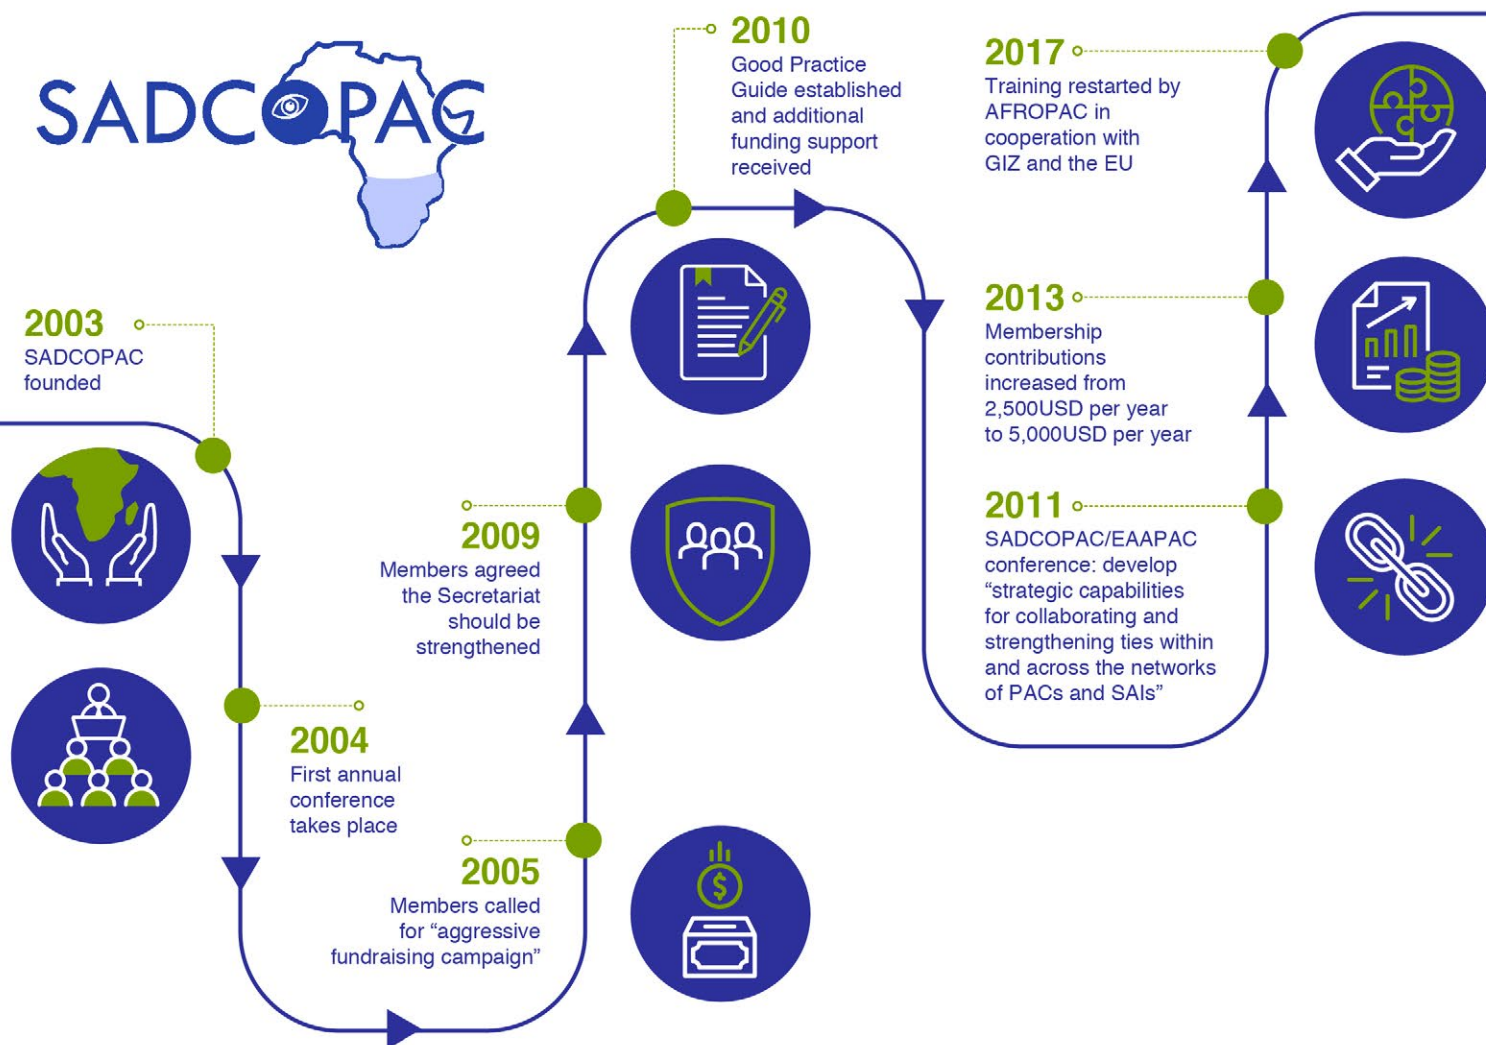 SADCOPAC
2003
SADCOPAC
founded
2004
First annual
conference
takes place
2005
Members called
for “aggressive
fundraising campaign”
2009
Members agreed
the Secretariat
should be
strengthened
2010
Good Practice
Guide established
and additional
funding support
received
2011
SADCOPAC/EAAPAC
conference: develop
“strategic capabilities
for collaborating and
strengthening ties within
and across the networks
of PACs and SAIs”
2013
Membership
contributions
increased from
2,500USD per year
to 5,000USD per year
2017
Training restarted by
AFROPAC in
cooperation with
GIZ and the EU
$